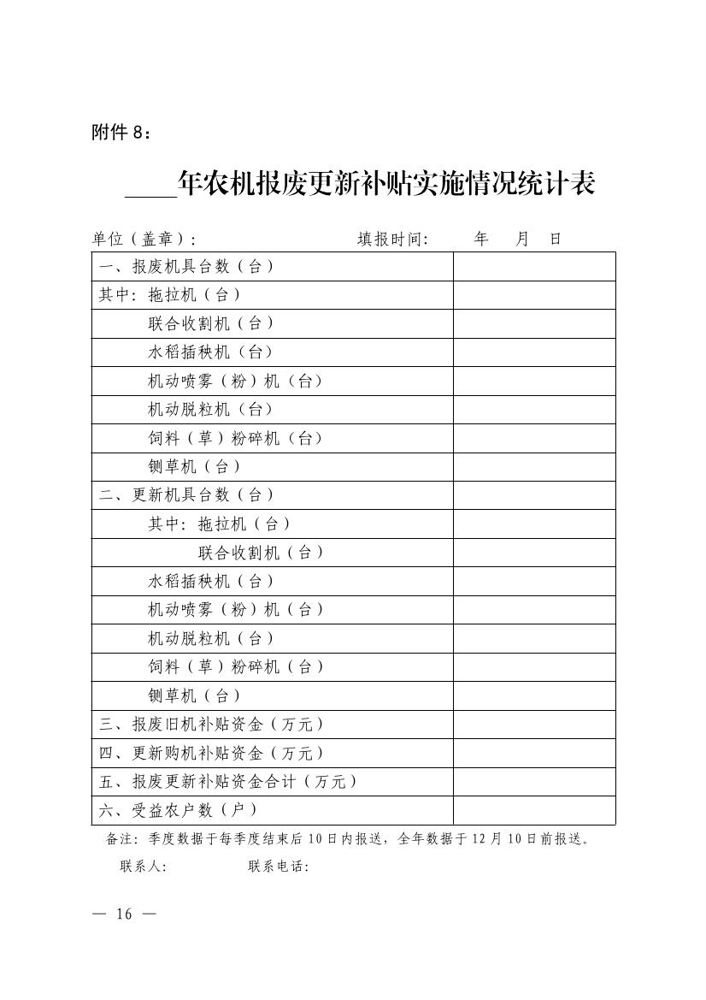 附件 8：
____年农机报废更新补贴实施情况统计表
单位（盖章）： 填报时间： 年 月 日
一、报废机具台数（台）
其中：拖拉机（台）
联合收割机（台）
水稻插秧机（台）
机动喷雾（粉）机（台）
机动脱粒机（台）
饲料（草）粉碎机（台）
铡草机（台）
二、更新机具台数（台）
其中：拖拉机（台）
联合收割机（台）
水稻插秧机（台）
机动喷雾（粉）机（台）
机动脱粒机（台）
饲料（草）粉碎机（台）
铡草机（台）
三、报废旧机补贴资金（万元）
四、更新购机补贴资金（万元）
五、报废更新补贴资金合计（万元）
六、受益农户数（户）
备注：季度数据于每季度结束后 10 日内报送，全年数据于 12 月 10 日前报送。
联系人： 联系电话：
— 16 —